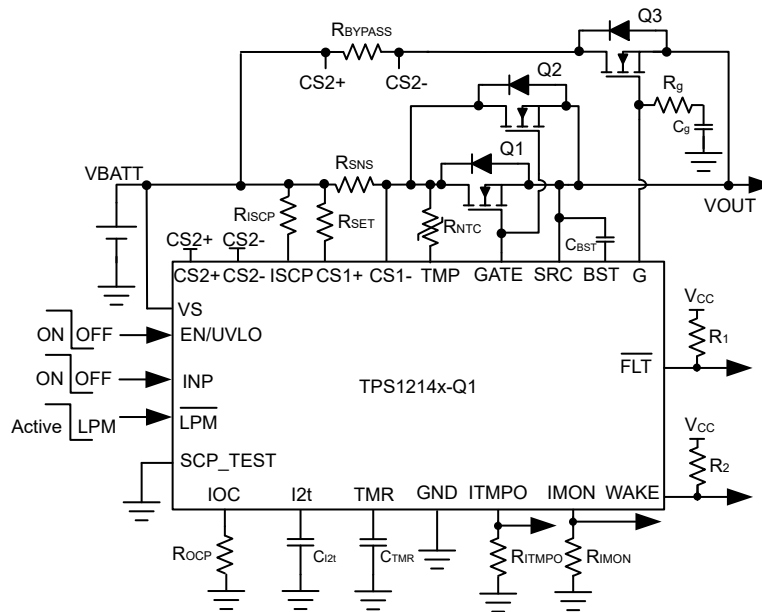 Q3
RBYPASS
CS2+
CS2-
Q2
Rg
Cg
Q1
VBATT
RSNS
VOUT
RISCP
RSET
RNTC
CBST
CS2+
CS2-
CS2+
CS2-
ISCP
CS1+
CS1-
TMP
GATE
SRC
BST
G
VS
ON
OFF
EN/UVLO
ON
OFF
INP
Active
LPM
LPM
SCP_TEST
TPS1214x-Q1
FLT
VCC
R1
VCC
R2
IOC
I2t
TMR
GND
ITMPO
IMON
WAKE
ROCP
CI2t
CTMR
RITMPO
RIMON